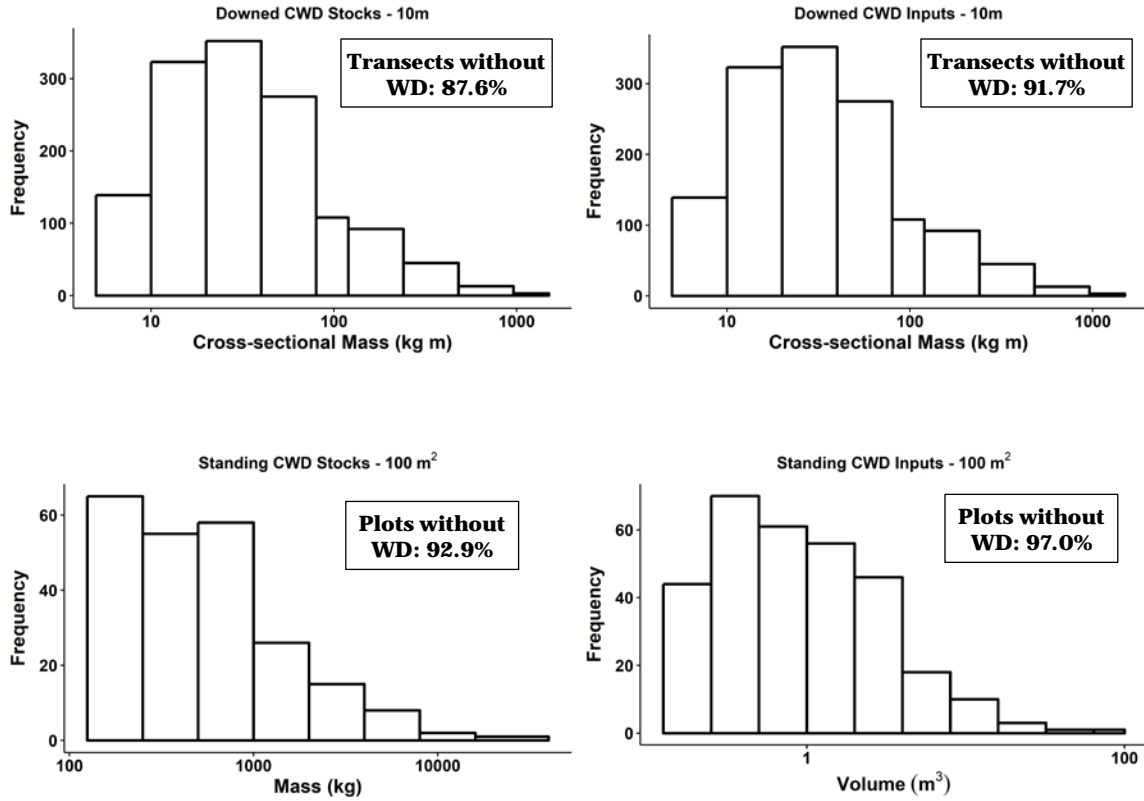 Downed CWD Stocks - 10m
Transects without
WD: 87.6%
Frequency
300
200
100
0
10
100
1000
Cross-sectional Mass (kg m)
Downed CWD Inputs - 10m
Transects without
WD: 91.7%
Frequency
300
200
100
0
10
100
1000
Cross-sectional Mass (kg m)
Standing CWD Stocks - 100 m²
Plots without
WD: 92.9%
Frequency
60
40
20
0
100
1000
10000
Mass (kg)
Standing CWD Inputs - 100 m²
Plots without
WD: 97.0%
Frequency
60
40
20
0
1
100
Volume (m³)